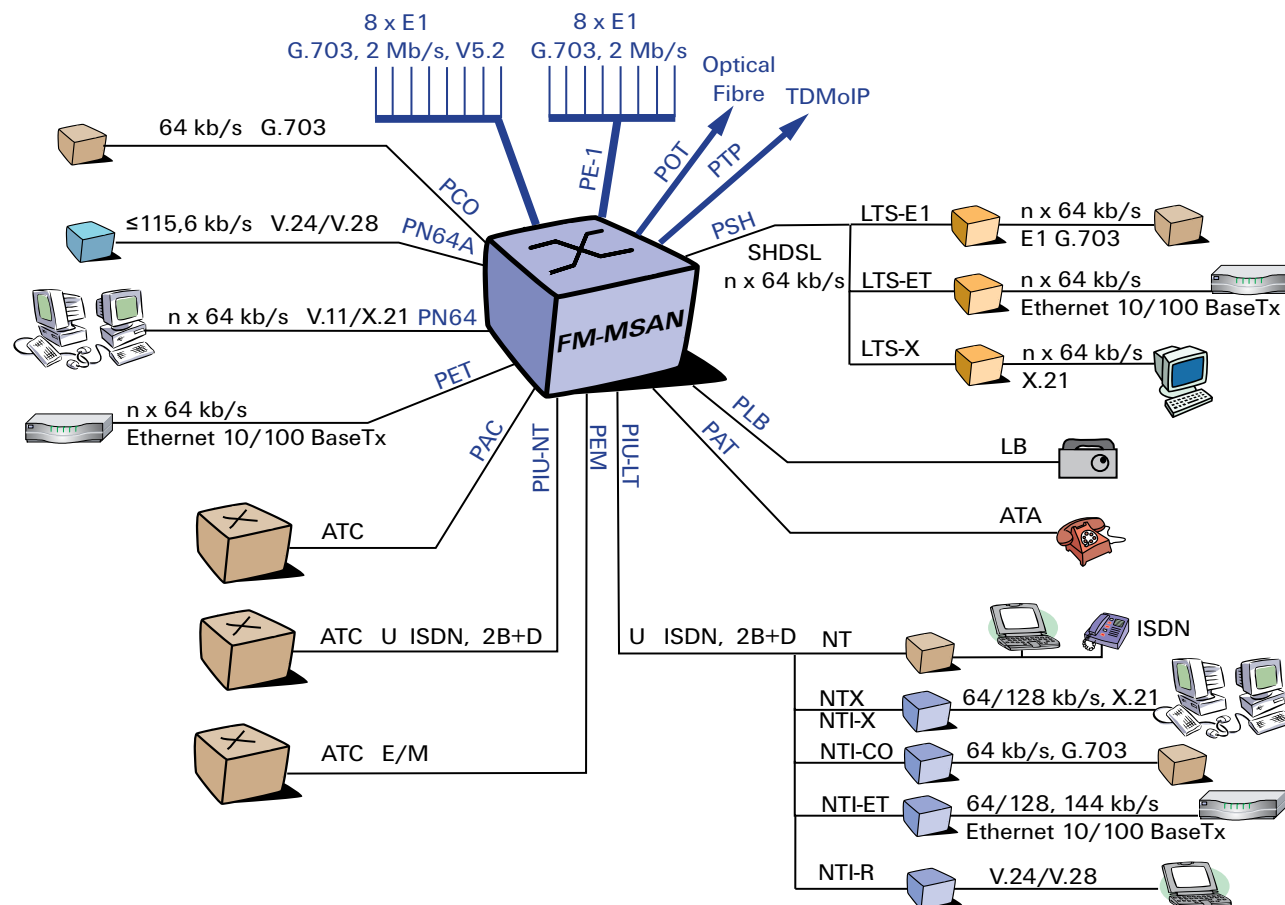 8 x E1
G.703, 2 Mb/s, V5.2
8 x E1
G.703, 2 Mb/s
Optical
Fibre
TDMoIP
64 kb/s G.703
PCO
PE-1
POT
PTP
≤115,6 kb/s V.24/V.28
PN64A
PSH
SHDSL
n x 64 kb/s
LTS-E1
n x 64 kb/s
E1 G.703
LTS-ET
n x 64 kb/s
Ethernet 10/100 BaseTx
LTS-X
n x 64 kb/s
X.21
n x 64 kb/s V.11/X.21 PN64
FM-MSAN
PET
n x 64 kb/s
Ethernet 10/100 BaseTx
PAC
PIU-NT
PEM
PIU-LT
PAT
PLB
LB
ATA
ATC
ATC U ISDN, 2B+D
ATC E/M
U ISDN, 2B+D
NT
ISDN
NTX
NTI-X
64/128 kb/s, X.21
NTI-CO
64 kb/s, G.703
NTI-ET
64/128, 144 kb/s
Ethernet 10/100 BaseTx
NTI-R
V.24/V.28